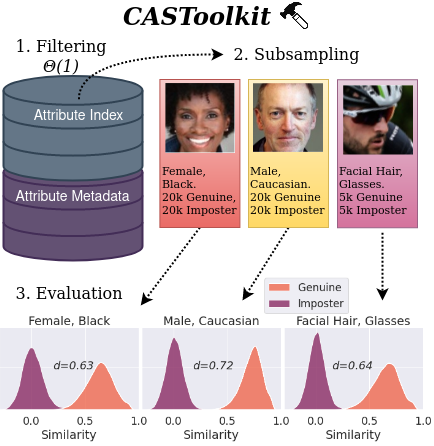 CASToolkit
1. Filtering
Θ(1)
2. Subsampling
Attribute Index
Attribute Metadata
Female,
Black.
20k Genuine,
20k Imposter
Male,
Caucasian.
20k Genuine
20k Imposter
Facial Hair,
Glasses.
5k Genuine
5k Imposter
3. Evaluation
Genuine
Imposter
Female, Black
d=0.63
0.0 0.5 1.0
Similarity
Male, Caucasian
d=0.72
0.0 0.5 1.0
Similarity
Facial Hair, Glasses
d=0.64
0.0 0.5 1.0
Similarity